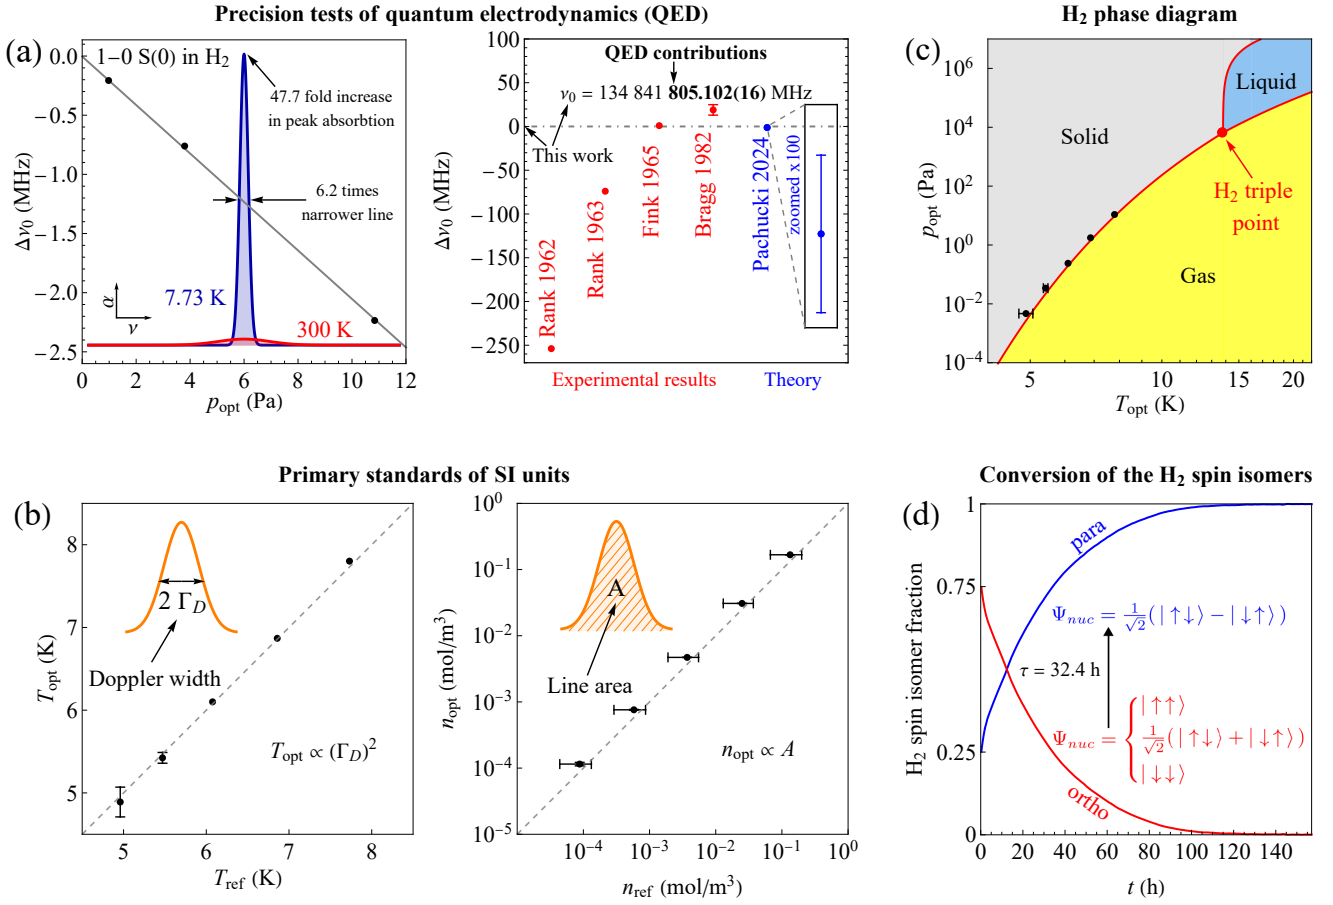 Precision tests of quantum electrodynamics (QED)
(a)
1−0 S(0) in H₂
47.7 fold increase
in peak absorbtion
6.2 times
narrower line
7.73 K
300 K
α
ν
0.0
−0.5
−1.0
−1.5
−2.0
−2.5
Δν₀ (MHz)
0 2 4 6 8 10 12
p_opt (Pa)
QED contributions
ν₀ = 134 841 805.102(16) MHz
This work
Rank 1962
Rank 1963
Fink 1965
Bragg 1982
Pachucki 2024
zoomed x100
100
50
0
−50
−100
−150
−200
−250
Δν₀ (MHz)
Experimental results
Theory
H₂ phase diagram
(c)
Solid
Liquid
Gas
H₂ triple
point
10⁶
10⁴
10²
10⁰
10⁻²
10⁻⁴
p_opt (Pa)
5 10 15 20
T_opt (K)
Primary standards of SI units
(b)
2 Γ_D
Doppler width
T_opt ∝ (Γ_D)²
8
7
6
5
T_opt (K)
5 6 7 8
T_ref (K)
A
Line area
n_opt ∝ A
10⁰
10⁻¹
10⁻²
10⁻³
10⁻⁴
10⁻⁵
n_opt (mol/m³)
10⁻⁴ 10⁻³ 10⁻² 10⁻¹ 10⁰
n_ref (mol/m³)
Conversion of the H₂ spin isomers
(d)
para
Ψ_nuc = 1/√2 (|↑↓⟩ − |↓↑⟩)
τ = 32.4 h
Ψ_nuc = {
|↑↑⟩
1/√2 (|↑↓⟩ + |↓↑⟩)
|↓↓⟩
ortho
1
0.75
0.25
0
H₂ spin isomer fraction
0 20 40 60 80 100 140
t (h)